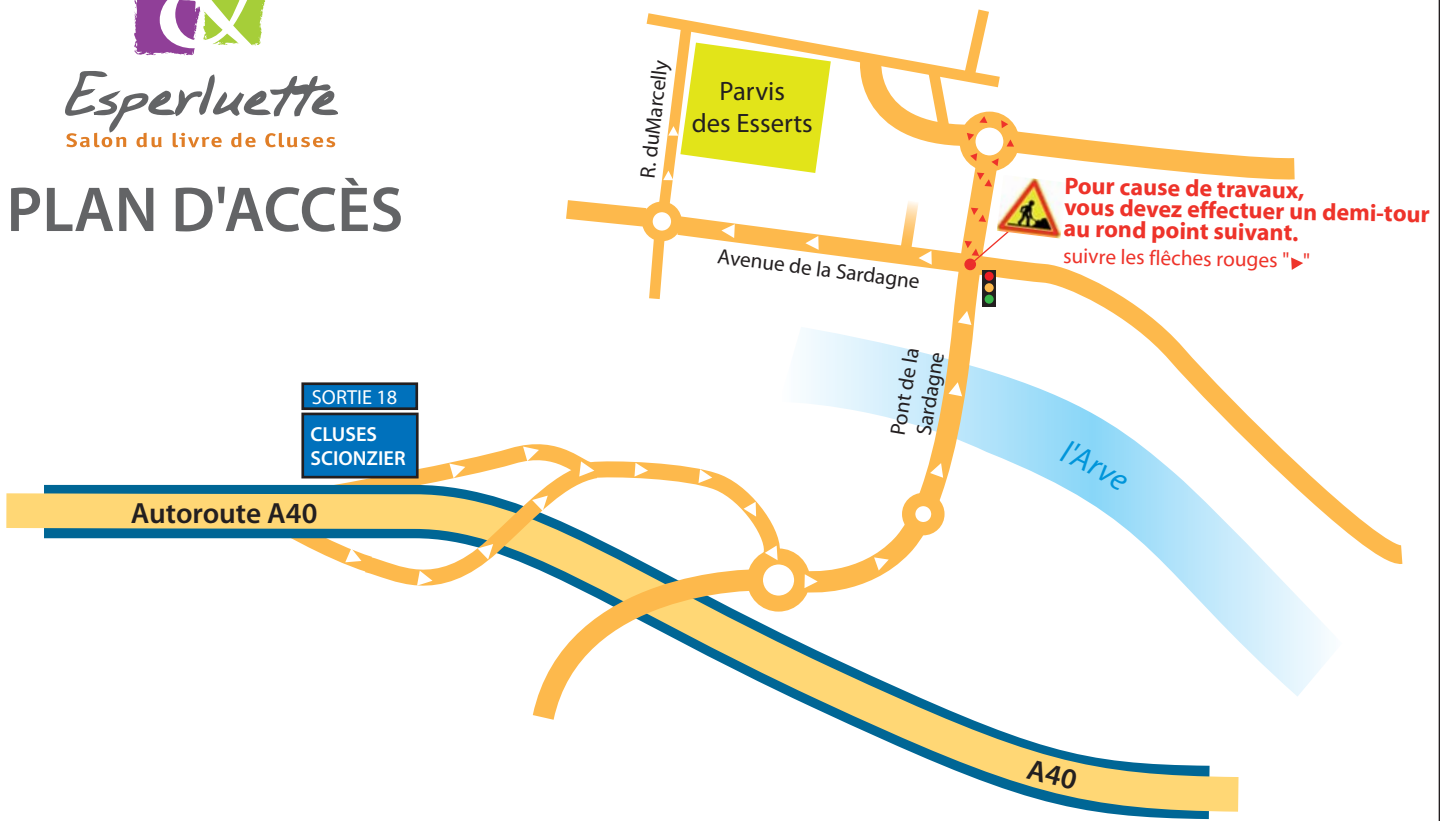 &
Esperluette
Salon du livre de Cluses
PLAN D'ACCÈS
R. duMarcelly
Parvis
des Esserts
Pour cause de travaux,
vous devez effectuer un demi-tour
au rond point suivant.
suivre les flêches rouges "►"
Avenue de la Sardagne
Pont de la
Sardagne
l'Arve
SORTIE 18
CLUSES
SCIONZIER
Autoroute A40
A40